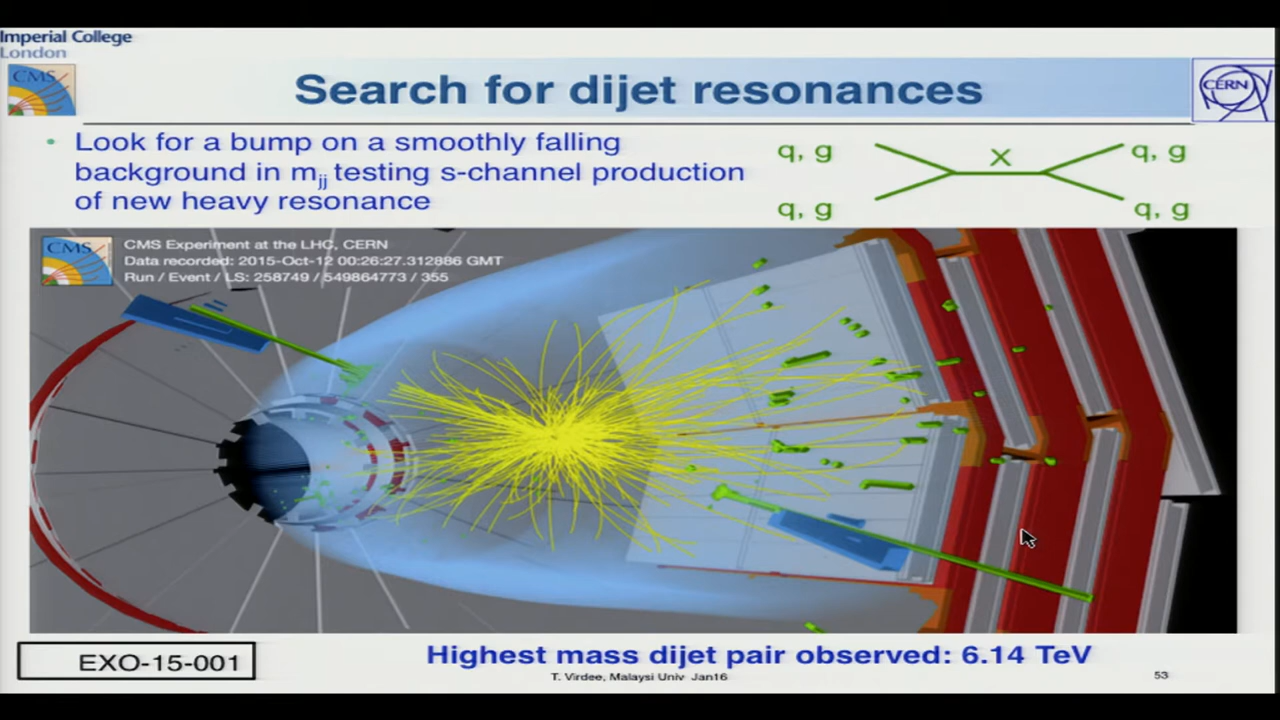 Imperial College
London
CMS
Search for dijet resonances
CERN
• Look for a bump on a smoothly falling
background in mjj testing s-channel production
of new heavy resonance
q, g
X
q, g
q, g
q, g
CMS
CMS Experiment at the LHC, CERN
Data recorded: 2015-Oct-12 00:26:27.312886 GMT
Run / Event / LS: 258749 / 549864773 / 355
EXO-15-001
Highest mass dijet pair observed: 6.14 TeV
T. Virdee, Malaysi Univ Jan16
53